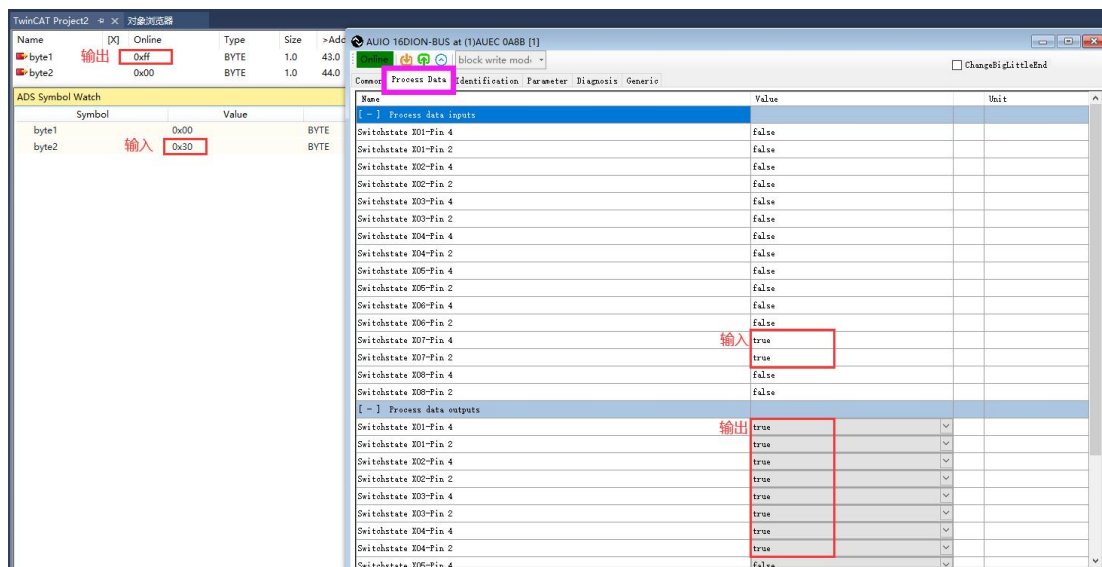 TwinCAT Project2 对象浏览器
Name [X] Online Type Size >Add
byte1 输出 0xff BYTE 1.0 43.0
byte2 0x00 BYTE 1.0 44.0
ADS Symbol Watch
Symbol Value
byte1 0x00 BYTE
byte2 输入 0x30 BYTE
AUIO 16DION-BUS at (1)AUEC 0A8B [1]
Online block write mod
ChangeBigLittleEnd
Common Process Data Identification Parameter Diagnosis Generic
Name Value Unit
[ - ] Process data inputs
Switchstate X01-Pin 4 false
Switchstate X01-Pin 2 false
Switchstate X02-Pin 4 false
Switchstate X02-Pin 2 false
Switchstate X03-Pin 4 false
Switchstate X03-Pin 2 false
Switchstate X04-Pin 4 false
Switchstate X04-Pin 2 false
Switchstate X05-Pin 4 false
Switchstate X05-Pin 2 false
Switchstate X06-Pin 4 false
Switchstate X06-Pin 2 false
Switchstate X07-Pin 4 输入 true
Switchstate X07-Pin 2 true
Switchstate X08-Pin 4 false
Switchstate X08-Pin 2 false
[ - ] Process data outputs
Switchstate X01-Pin 4 输出 true
Switchstate X01-Pin 2 true
Switchstate X02-Pin 4 true
Switchstate X02-Pin 2 true
Switchstate X03-Pin 4 true
Switchstate X03-Pin 2 true
Switchstate X04-Pin 4 true
Switchstate X04-Pin 2 true
Switchstate X05-Pin 4 false